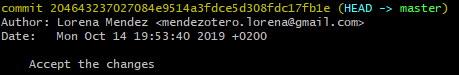 commit 204643237027084e9514a3fdce5d308fdc17fb1e (HEAD -> master)
Author: Lorena Mendez <mendezotero.lorena@gmail.com>
Date:   Mon Oct 14 19:53:40 2019 +0200
Accept the changes